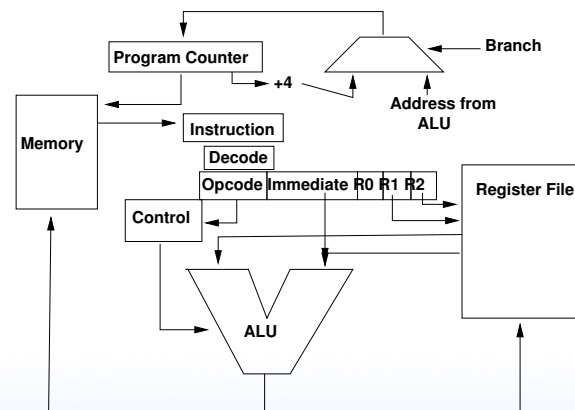 Program Counter
Branch
+4
Address from
ALU
Memory
Instruction
Decode
Opcode Immediate R0 R1 R2
Register File
Control
ALU